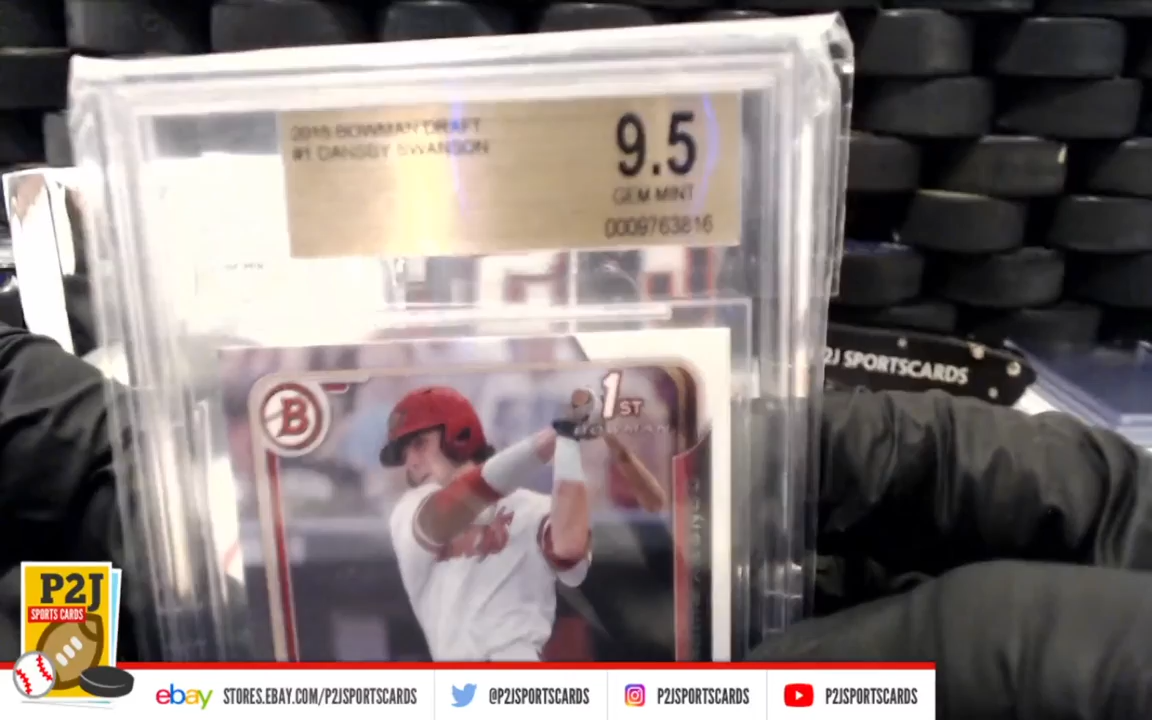 2015 BOWMAN DRAFT
#1 DANSBY SWANSON
9.5
GEM MINT
0009763816
B
1ST
BOWMAN
P2J SPORTSCARDS
P2J
SPORTS CARDS
ebay STORES.EBAY.COM/P2JSPORTSCARDS
@P2JSPORTSCARDS
P2JSPORTSCARDS
P2JSPORTSCARDS